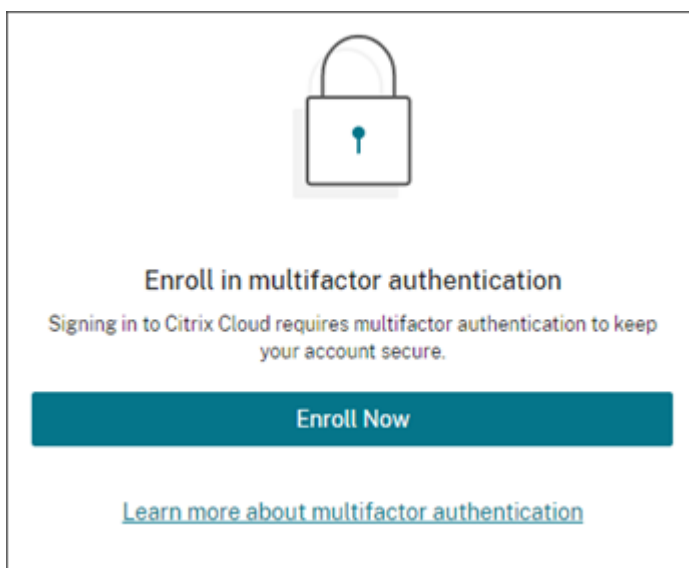 Enroll in multifactor authentication
Signing in to Citrix Cloud requires multifactor authentication to keep
your account secure.
Enroll Now
Learn more about multifactor authentication